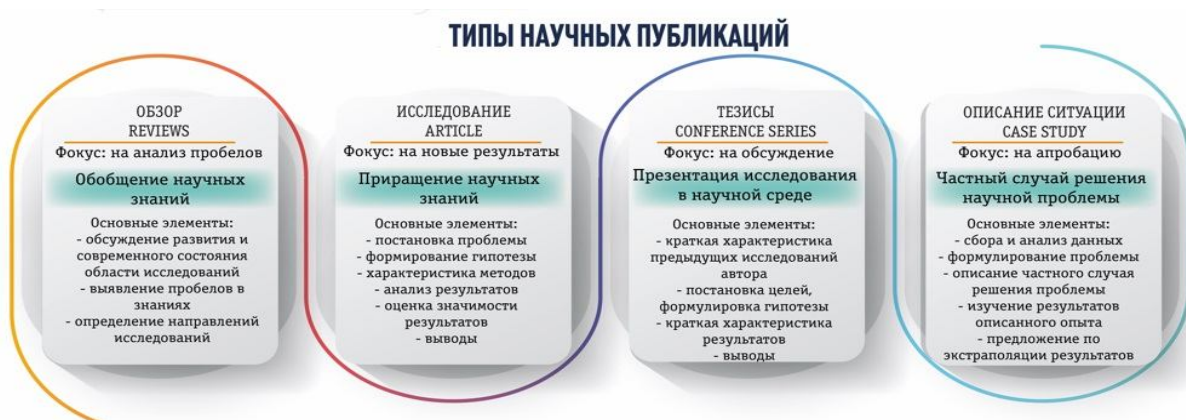 ТИПЫ НАУЧНЫХ ПУБЛИКАЦИЙ
ОБЗОР
REVIEWS
Фокус: на анализ пробелов
Обобщение научных
знаний
Основные элементы:
- обсуждение развития и
современного состояния
области исследований
- выявление пробелов в
знаниях
- определение направлений
исследований
ИССЛЕДОВАНИЕ
ARTICLE
Фокус: на новые результаты
Приращение научных
знаний
Основные элементы:
- постановка проблемы
- формирование гипотезы
- характеристика методов
- анализ результатов
- оценка значимости
результатов
- выводы
ТЕЗИСЫ
CONFERENCE SERIES
Фокус: на обсуждение
Презентация исследования
в научной среде
Основные элементы:
- краткая характеристика
предыдущих исследований
автора
- постановка целей,
формулировка гипотезы
- краткая характеристика
результатов
- выводы
ОПИСАНИЕ СИТУАЦИИ
CASE STUDY
Фокус: на апробацию
Частный случай решения
научной проблемы
Основные элементы:
- сбора и анализ данных
- формулирование проблемы
- описание частного случая
решения проблемы
- изучение результатов
описанного опыта
- предложение по
экстраполяции результатов